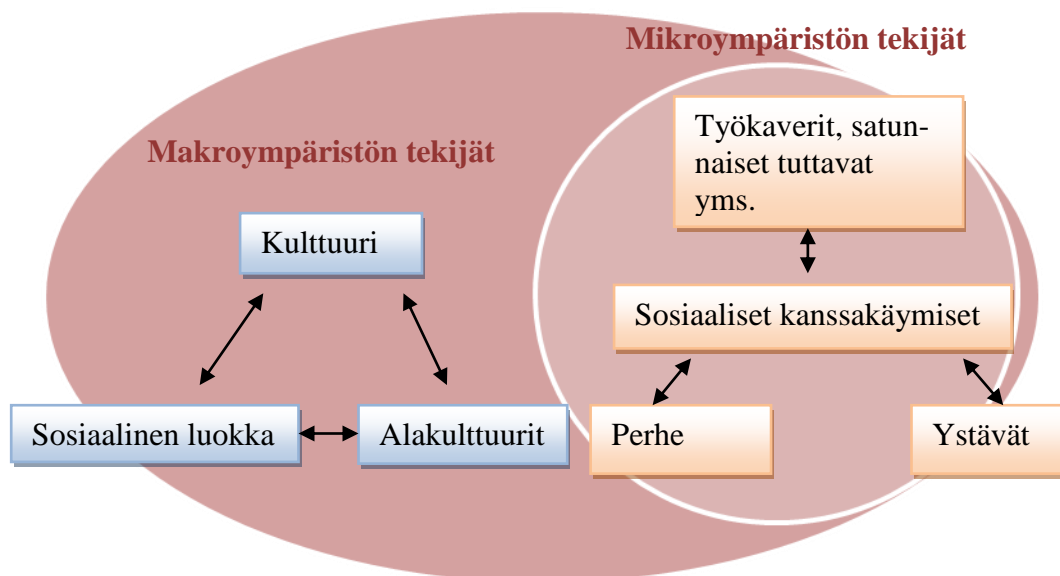 Mikroympäristön tekijät
Työkaverit, satun-
naiset tuttavat
yms.
Makroympäristön tekijät
Kulttuuri
Sosiaaliset kanssakäymiset
Sosiaalinen luokka
Alakulttuurit
Perhe
Ystävät